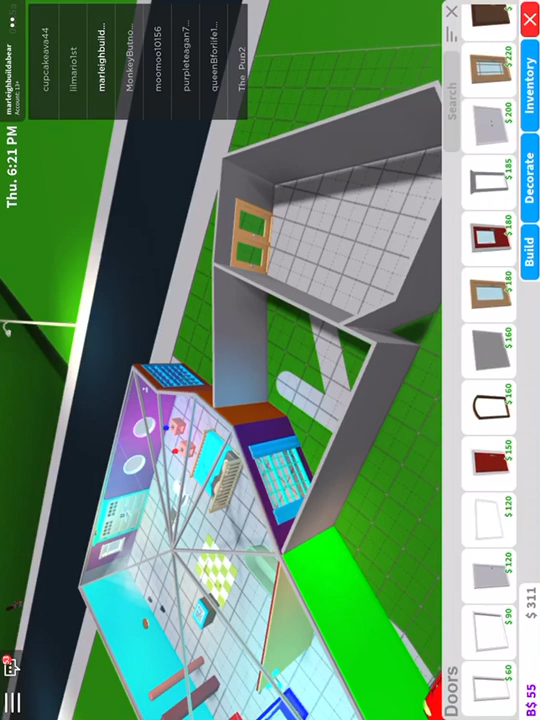 marleighbuildabear
Account: 13+
Thu. 6:21 PM
cupcakeava44
lilmario1st
marleighbuild...
MonkeyButno...
moomoo10156
purpleteagan7...
queenBforlife1...
The_Pup2
Doors
Search
$ 60
$ 90
$ 120
$ 120
$ 150
$ 160
$ 160
$ 180
$ 180
$ 185
$ 200
$ 220
Build
Decorate
Inventory
B$ 55
$ 311